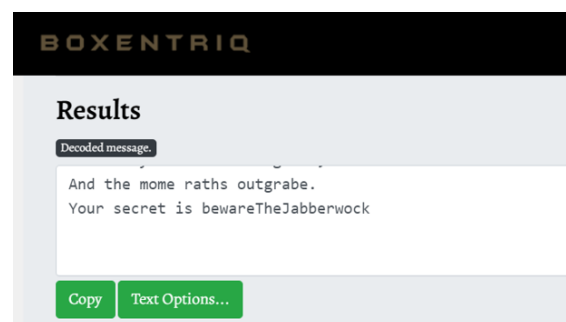 BOXENTRIQ
Results
Decoded message.
And the mome raths outgrabe.
Your secret is bewareTheJabberwock
Copy
Text Options...